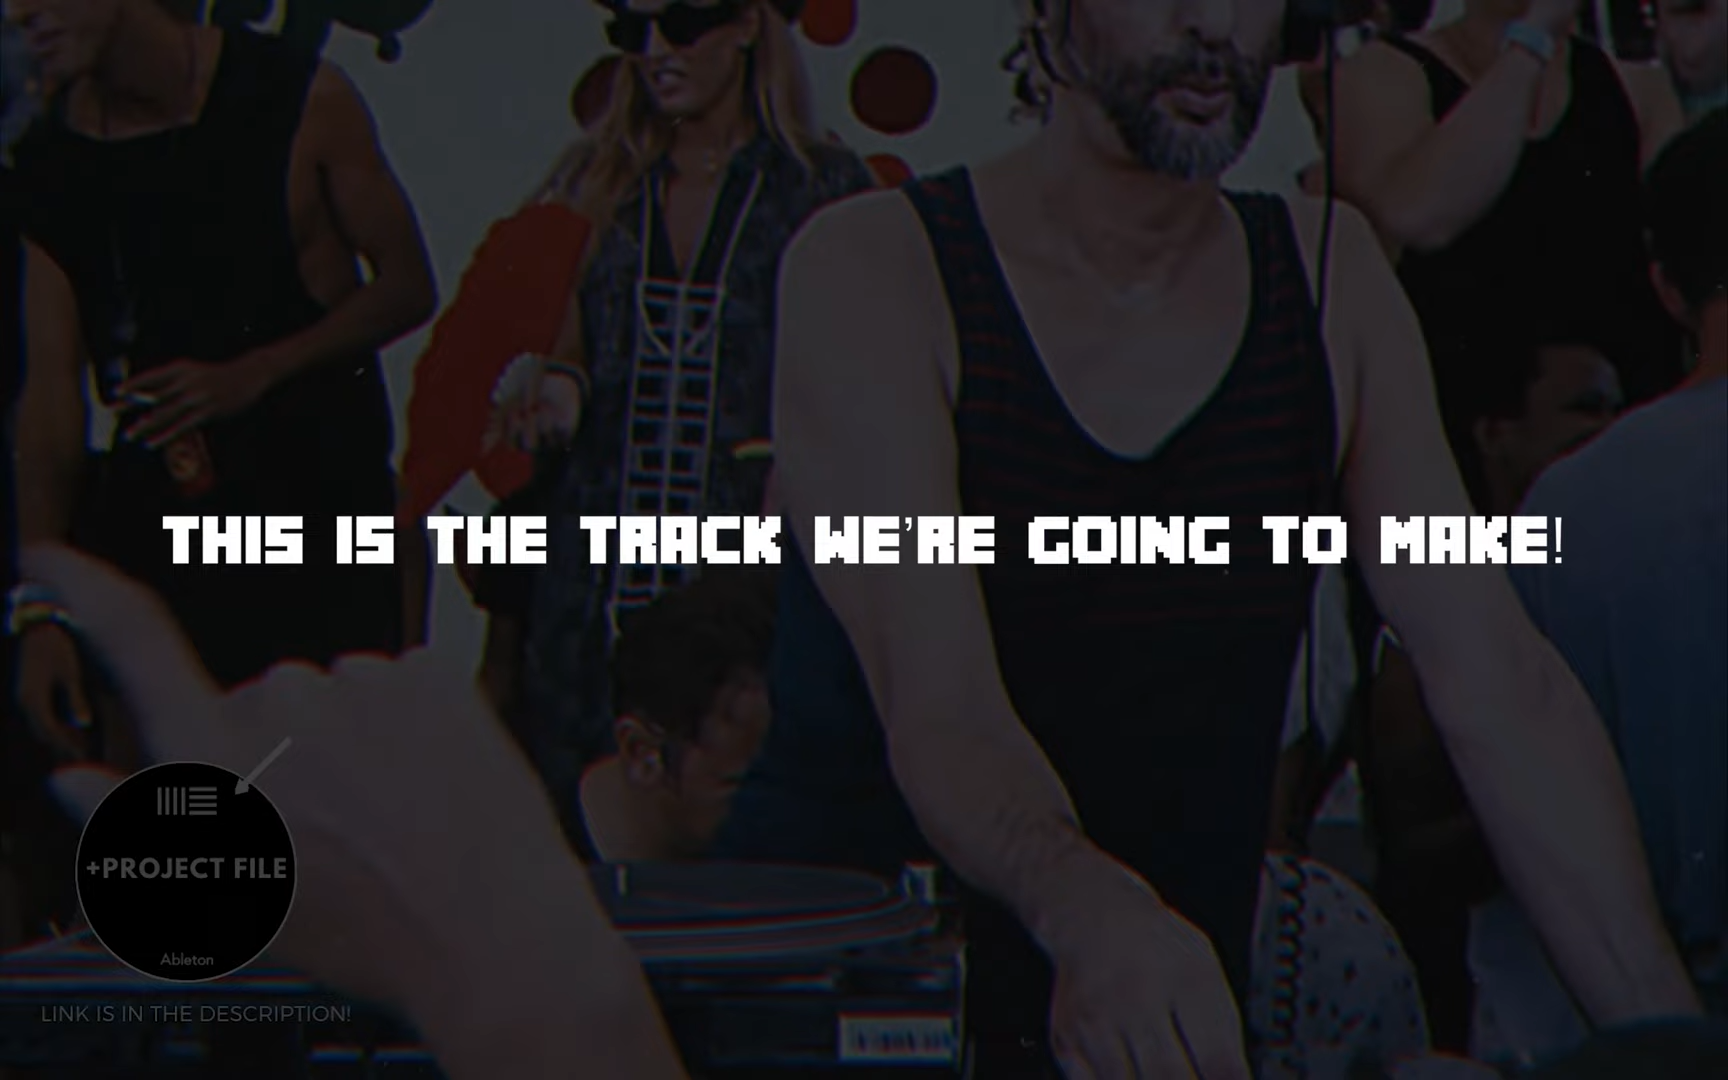 THIS IS THE TRACK WE'RE GOING TO MAKE!
+PROJECT FILE
Ableton
LINK IS IN THE DESCRIPTION!